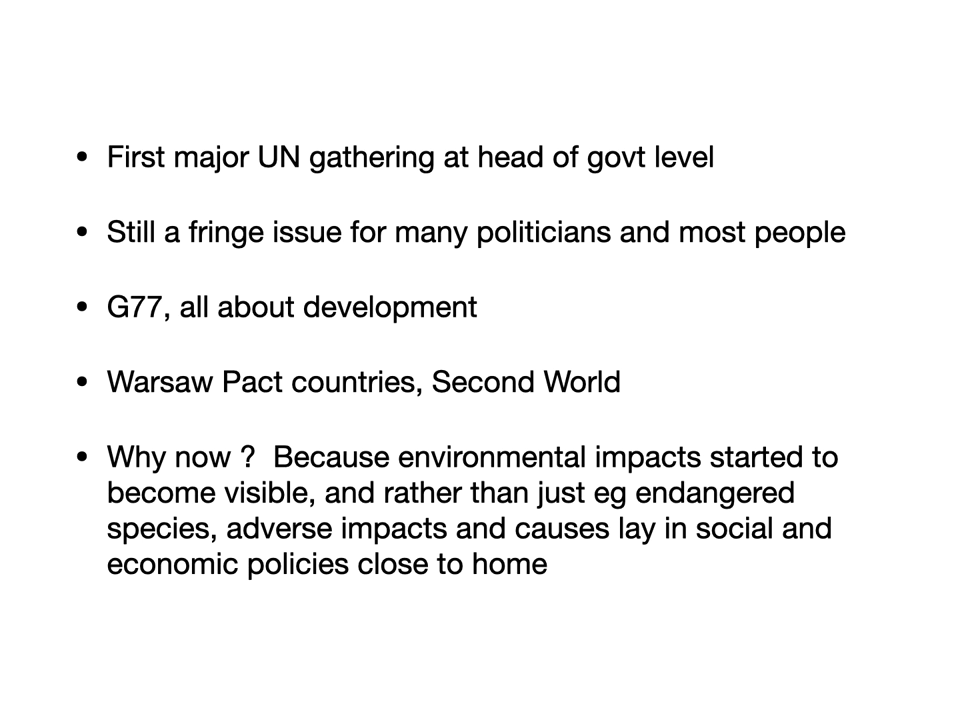 • First major UN gathering at head of govt level
• Still a fringe issue for many politicians and most people
• G77, all about development
• Warsaw Pact countries, Second World
• Why now ?  Because environmental impacts started to
become visible, and rather than just eg endangered
species, adverse impacts and causes lay in social and
economic policies close to home